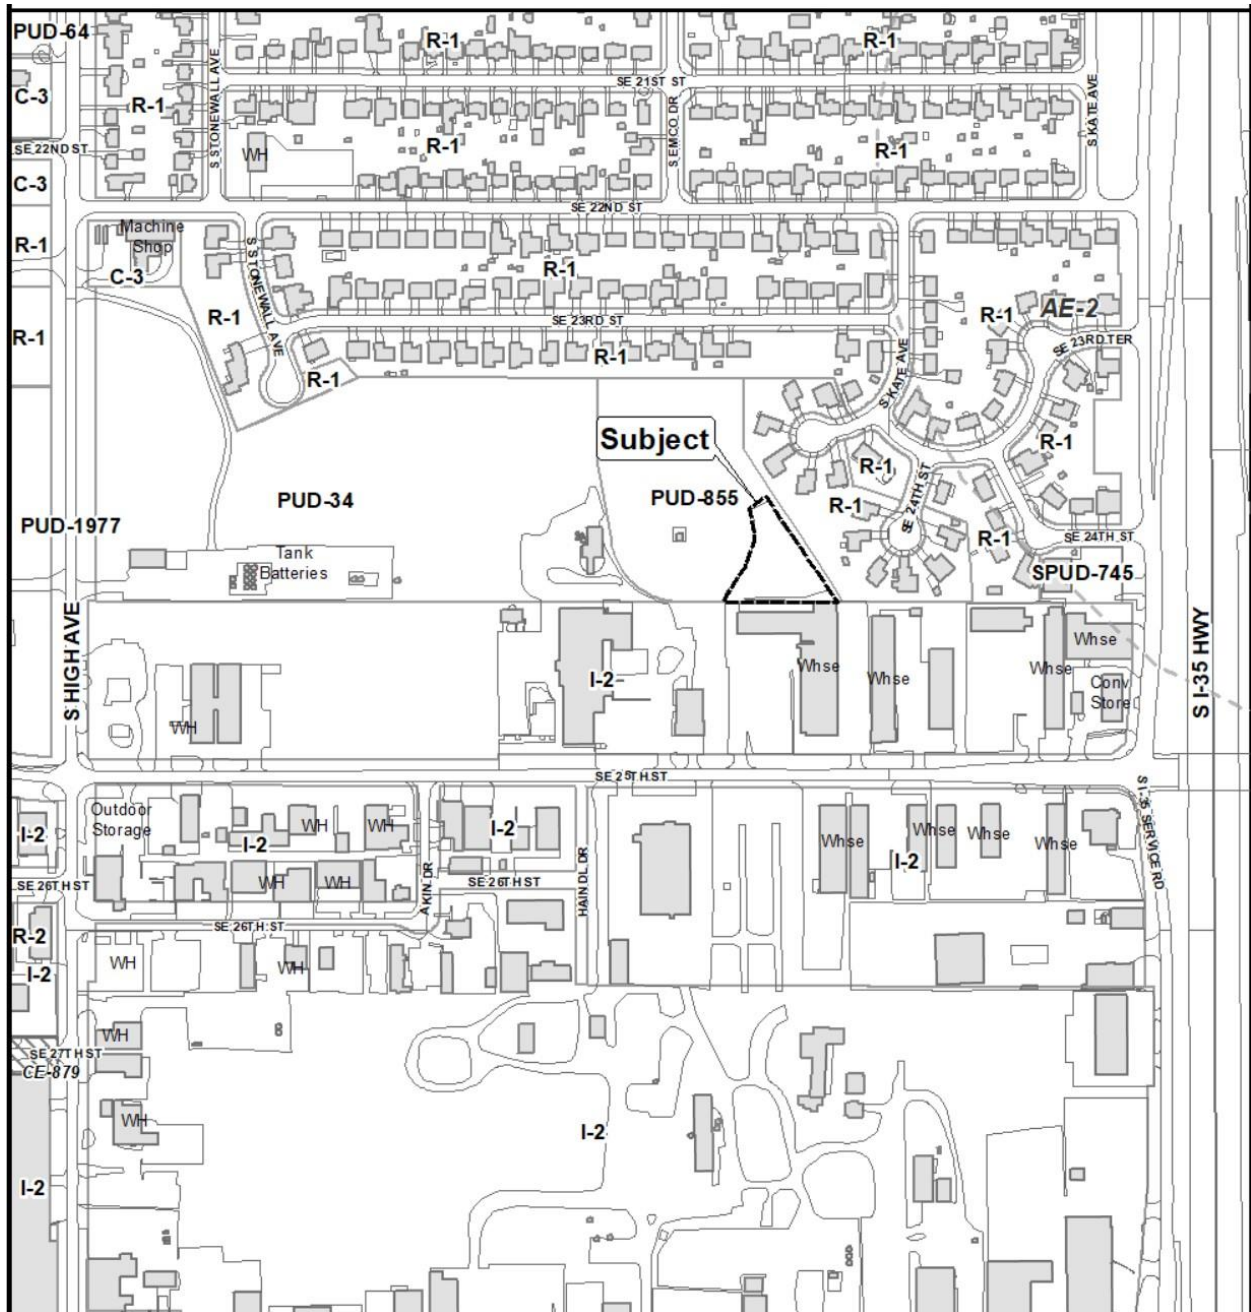 PUD-64
R-1
R-1
S STONEWALL AVE
SE 21ST ST
S KATE AVE
C-3
R-1
S EMCO DR
SE 22ND ST
WH
R-1
R-1
C-3
SE 22ND ST
R-1
Machine
Shop
C-3
S STONEWALL AVE
R-1
R-1
R-1
SE 23RD ST
R-1
AE-2
SE 23RD TER
R-1
R-1
R-1
S KATE AVE
Subject
R-1
R-1
PUD-34
PUD-855
R-1
SE 24TH ST
PUD-1977
R-1
SE 24TH ST
Tank
Batteries
SPUD-745
S HIGH AVE
Whse
Whse
Whse
Whse
I-2
Conv
Store
S I-35 HWY
WH
SE 25TH ST
S I-35 SERVICE RD
Outdoor
Storage
I-2
WH
WH
I-2
I-2
Whse
Whse
Whse
Whse
I-2
SE 26TH ST
WH
WH
AKIN DR
SE 26TH ST
HAINDL DR
SE 26TH ST
R-2
I-2
WH
WH
WH
SE 27TH ST
CE-879
WH
I-2
I-2